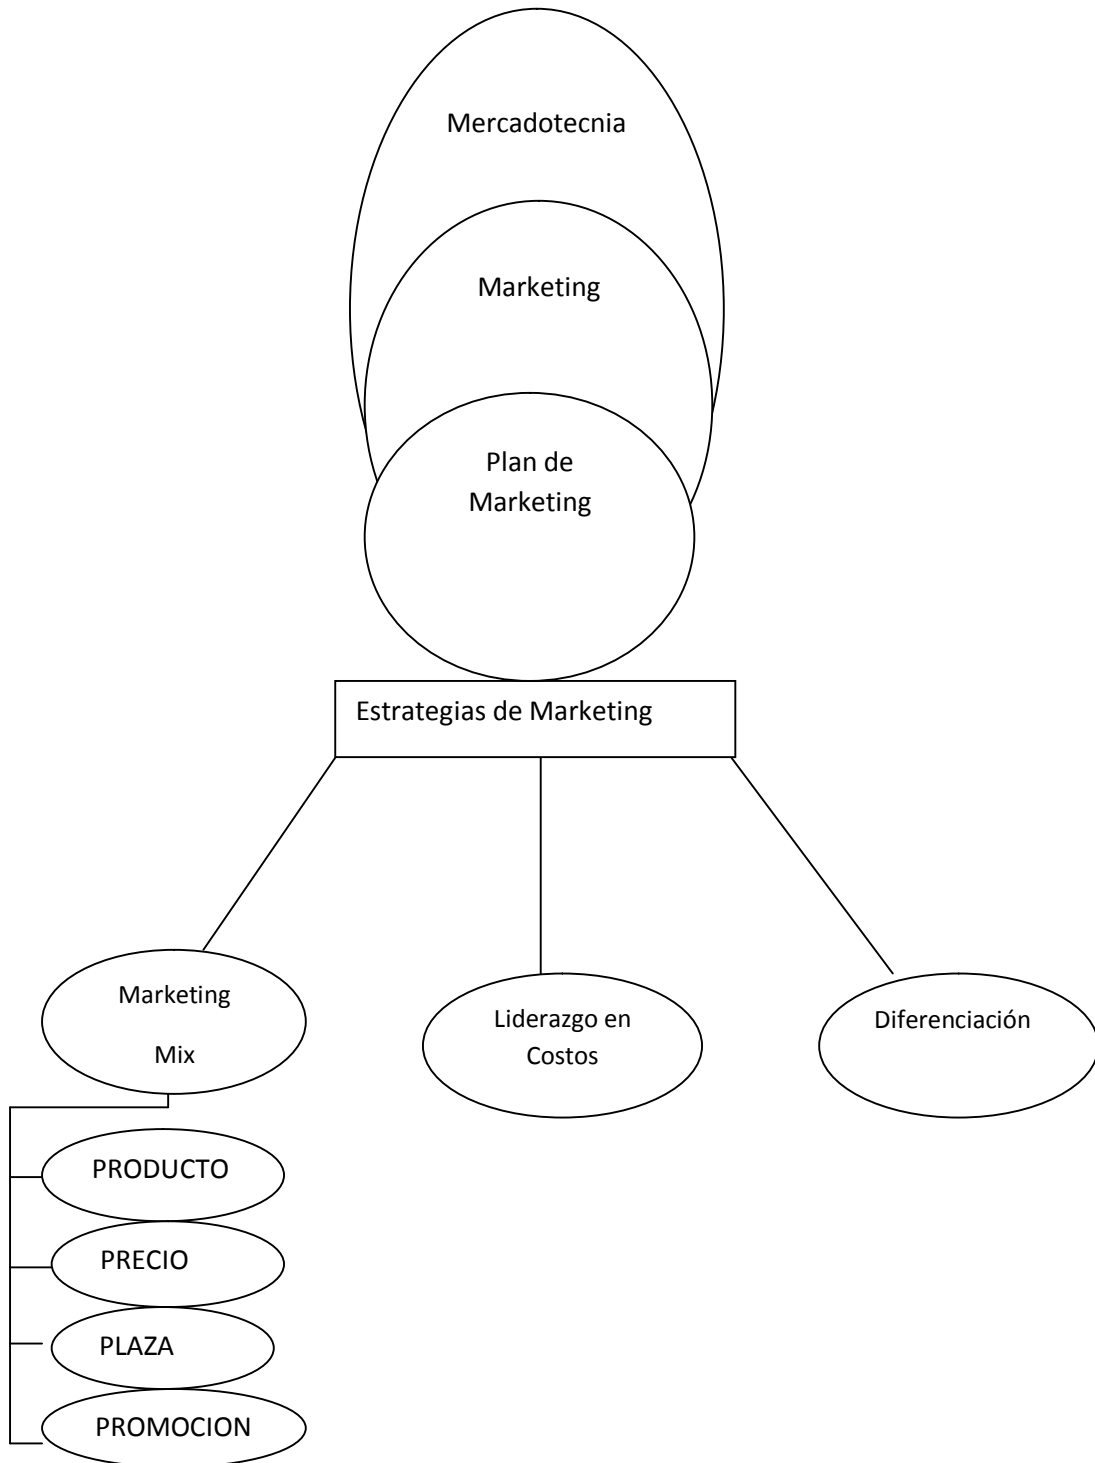 Mercadotecnia
Marketing
Plan de
Marketing
Estrategias de Marketing
Marketing
Mix
Liderazgo en
Costos
Diferenciación
PRODUCTO
PRECIO
PLAZA
PROMOCION